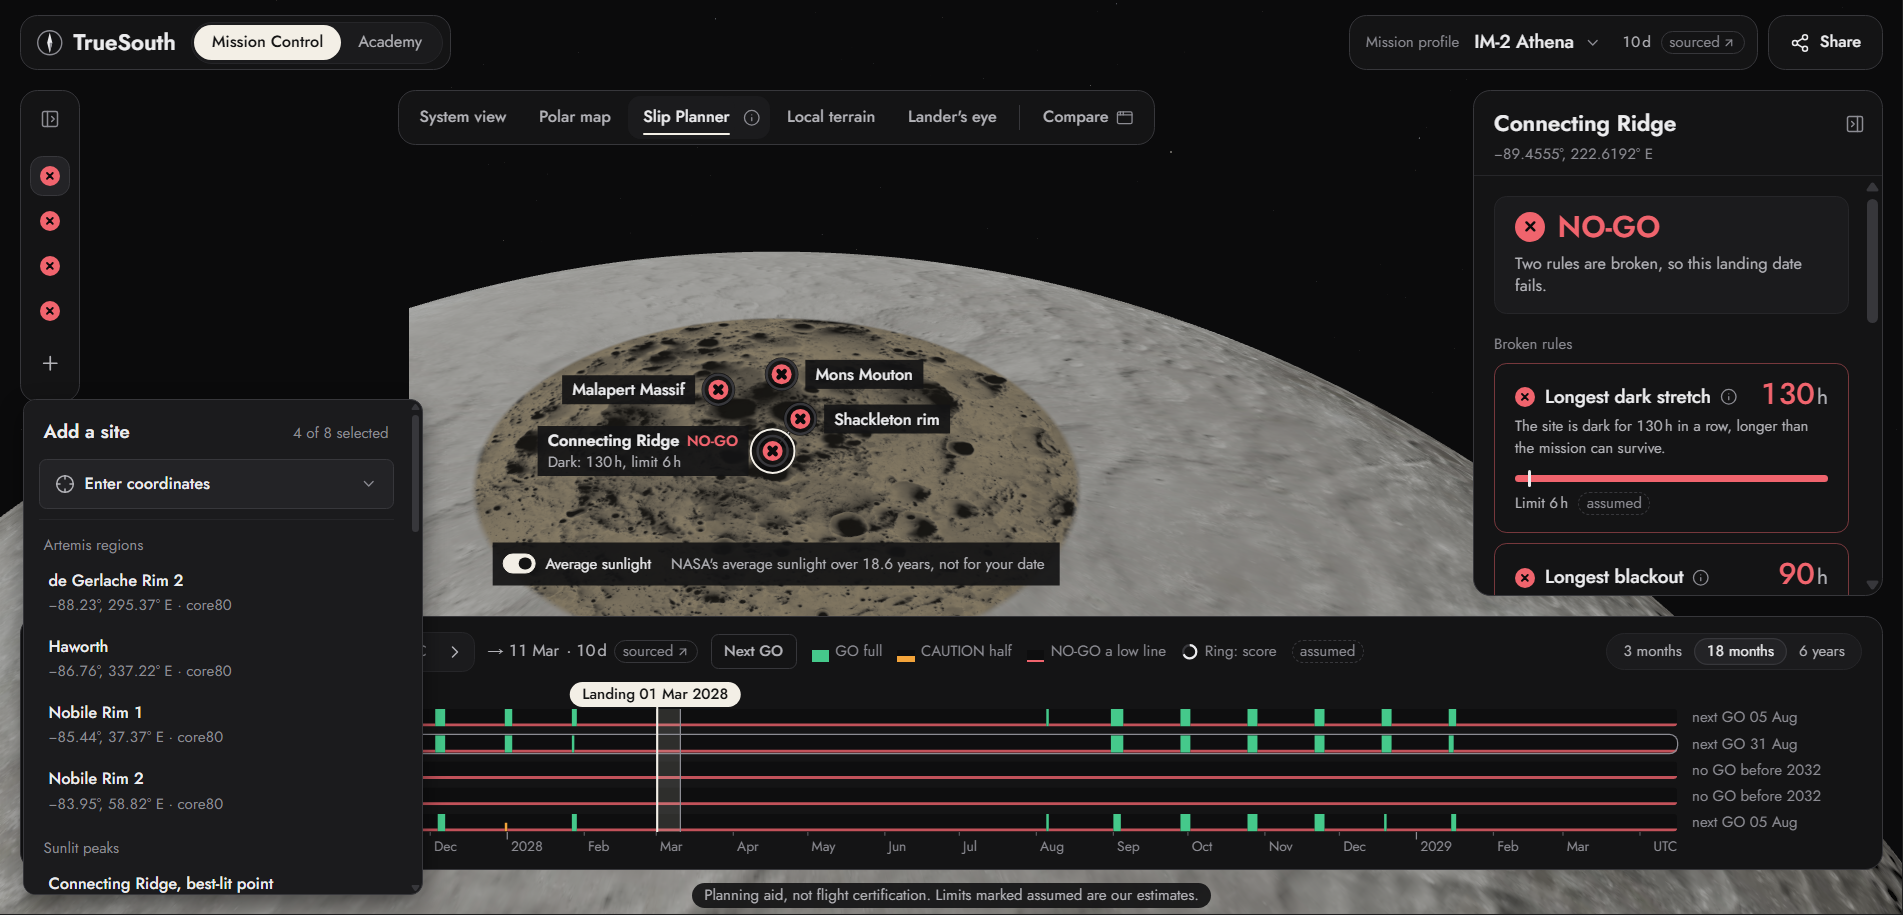 TrueSouth
Mission Control
Academy
Mission profile IM-2 Athena 10 d sourced ↗
Share
System view
Polar map
Slip Planner
Local terrain
Lander's eye
Compare
Connecting Ridge
−89.4555°, 222.6192° E
NO-GO
Two rules are broken, so this landing date
fails.
Broken rules
Longest dark stretch 130 h
The site is dark for 130 h in a row, longer than
the mission can survive.
Limit 6 h assumed
Longest blackout 90 h
Malapert Massif
Mons Mouton
Shackleton rim
Connecting Ridge NO-GO
Dark: 130 h, limit 6 h
Average sunlight NASA's average sunlight over 18.6 years, not for your date
Add a site 4 of 8 selected
Enter coordinates
Artemis regions
de Gerlache Rim 2
−88.23°, 295.37° E · core80
Haworth
−86.76°, 337.22° E · core80
Nobile Rim 1
−85.44°, 37.37° E · core80
Nobile Rim 2
−83.95°, 58.82° E · core80
Sunlit peaks
Connecting Ridge, best-lit point
→ 11 Mar · 10 d sourced ↗ Next GO GO full CAUTION half NO-GO a low line Ring: score assumed
3 months 18 months 6 years
Landing 01 Mar 2028
next GO 05 Aug
next GO 31 Aug
no GO before 2032
no GO before 2032
next GO 05 Aug
Dec 2028 Feb Mar Apr May Jun Jul Aug Sep Oct Nov Dec 2029 Feb Mar UTC
Planning aid, not flight certification. Limits marked assumed are our estimates.